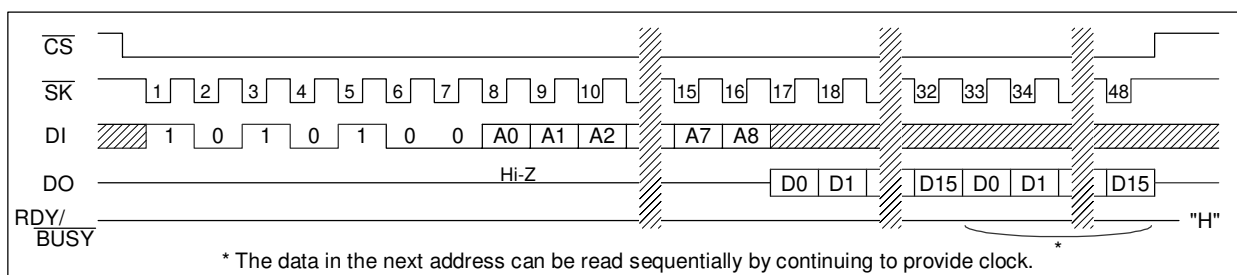 CS
SK 1 2 3 4 5 6 7 8 9 10 15 16 17 18 32 33 34 48
DI 1 0 1 0 1 0 0 A0 A1 A2 A7 A8
DO Hi-Z D0 D1 D15 D0 D1 D15
RDY/
BUSY "H"
*
* The data in the next address can be read sequentially by continuing to provide clock.